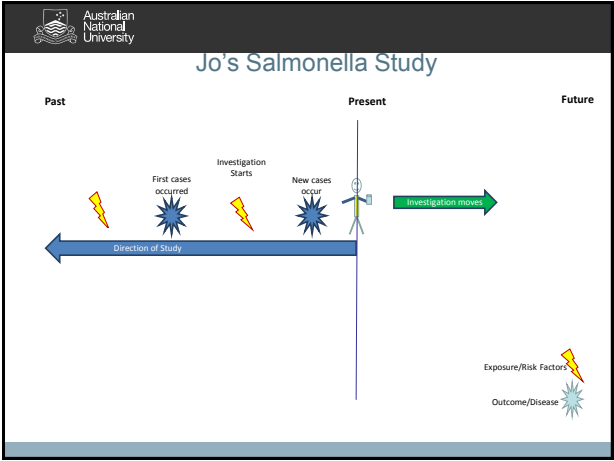 Australian
National
University
Jo's Salmonella Study
Past
Present
Future
First cases
occurred
Investigation
Starts
New cases
occur
Investigation moves
Direction of Study
Exposure/Risk Factors
Outcome/Disease